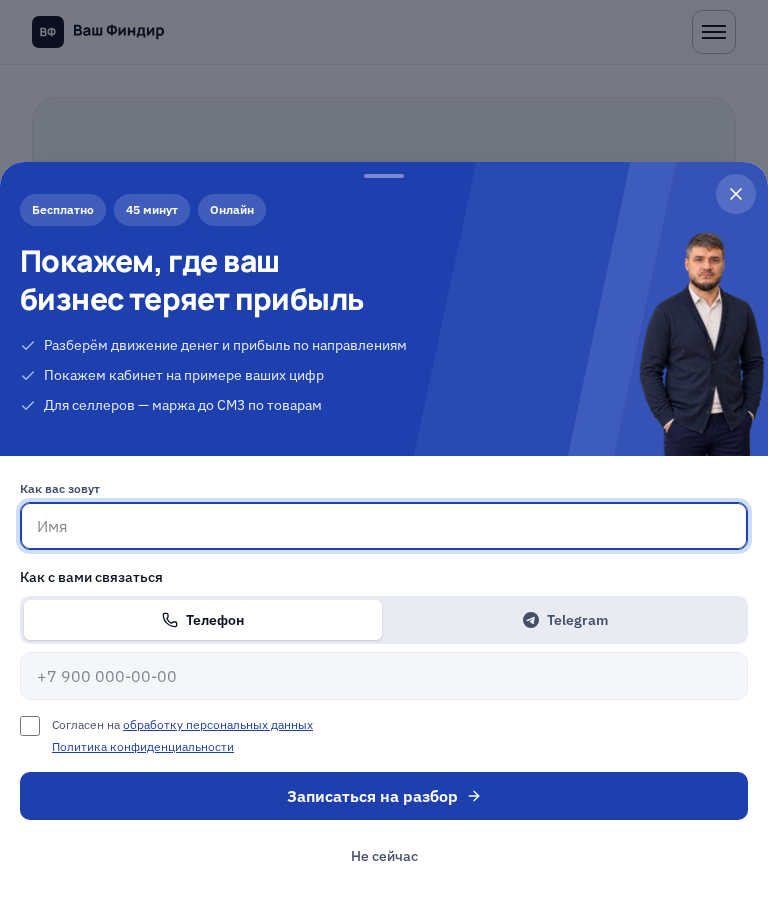 ВФ Ваш Финдир
Бесплатно 45 минут Онлайн
Покажем, где ваш
бизнес теряет прибыль
Разберём движение денег и прибыль по направлениям
Покажем кабинет на примере ваших цифр
Для селлеров — маржа до СМЗ по товарам
Как вас зовут
Имя
Как с вами связаться
Телефон Telegram
+7 900 000-00-00
Согласен на обработку персональных данных
Политика конфиденциальности
Записаться на разбор
Не сейчас